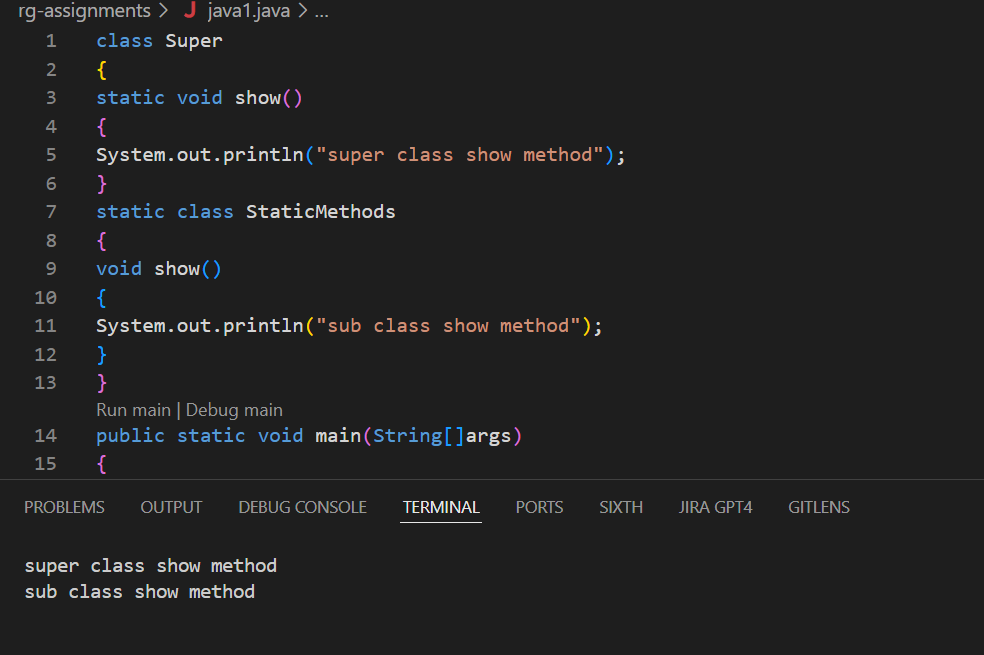 rg-assignments > java1.java > ...
1 class Super
2 {
3 static void show()
4 {
5 System.out.println("super class show method");
6 }
7 static class StaticMethods
8 {
9 void show()
10 {
11 System.out.println("sub class show method");
12 }
13 }
Run main | Debug main
14 public static void main(String[]args)
15 {
PROBLEMS OUTPUT DEBUG CONSOLE TERMINAL PORTS SIXTH JIRA GPT4 GITLENS
super class show method
sub class show method